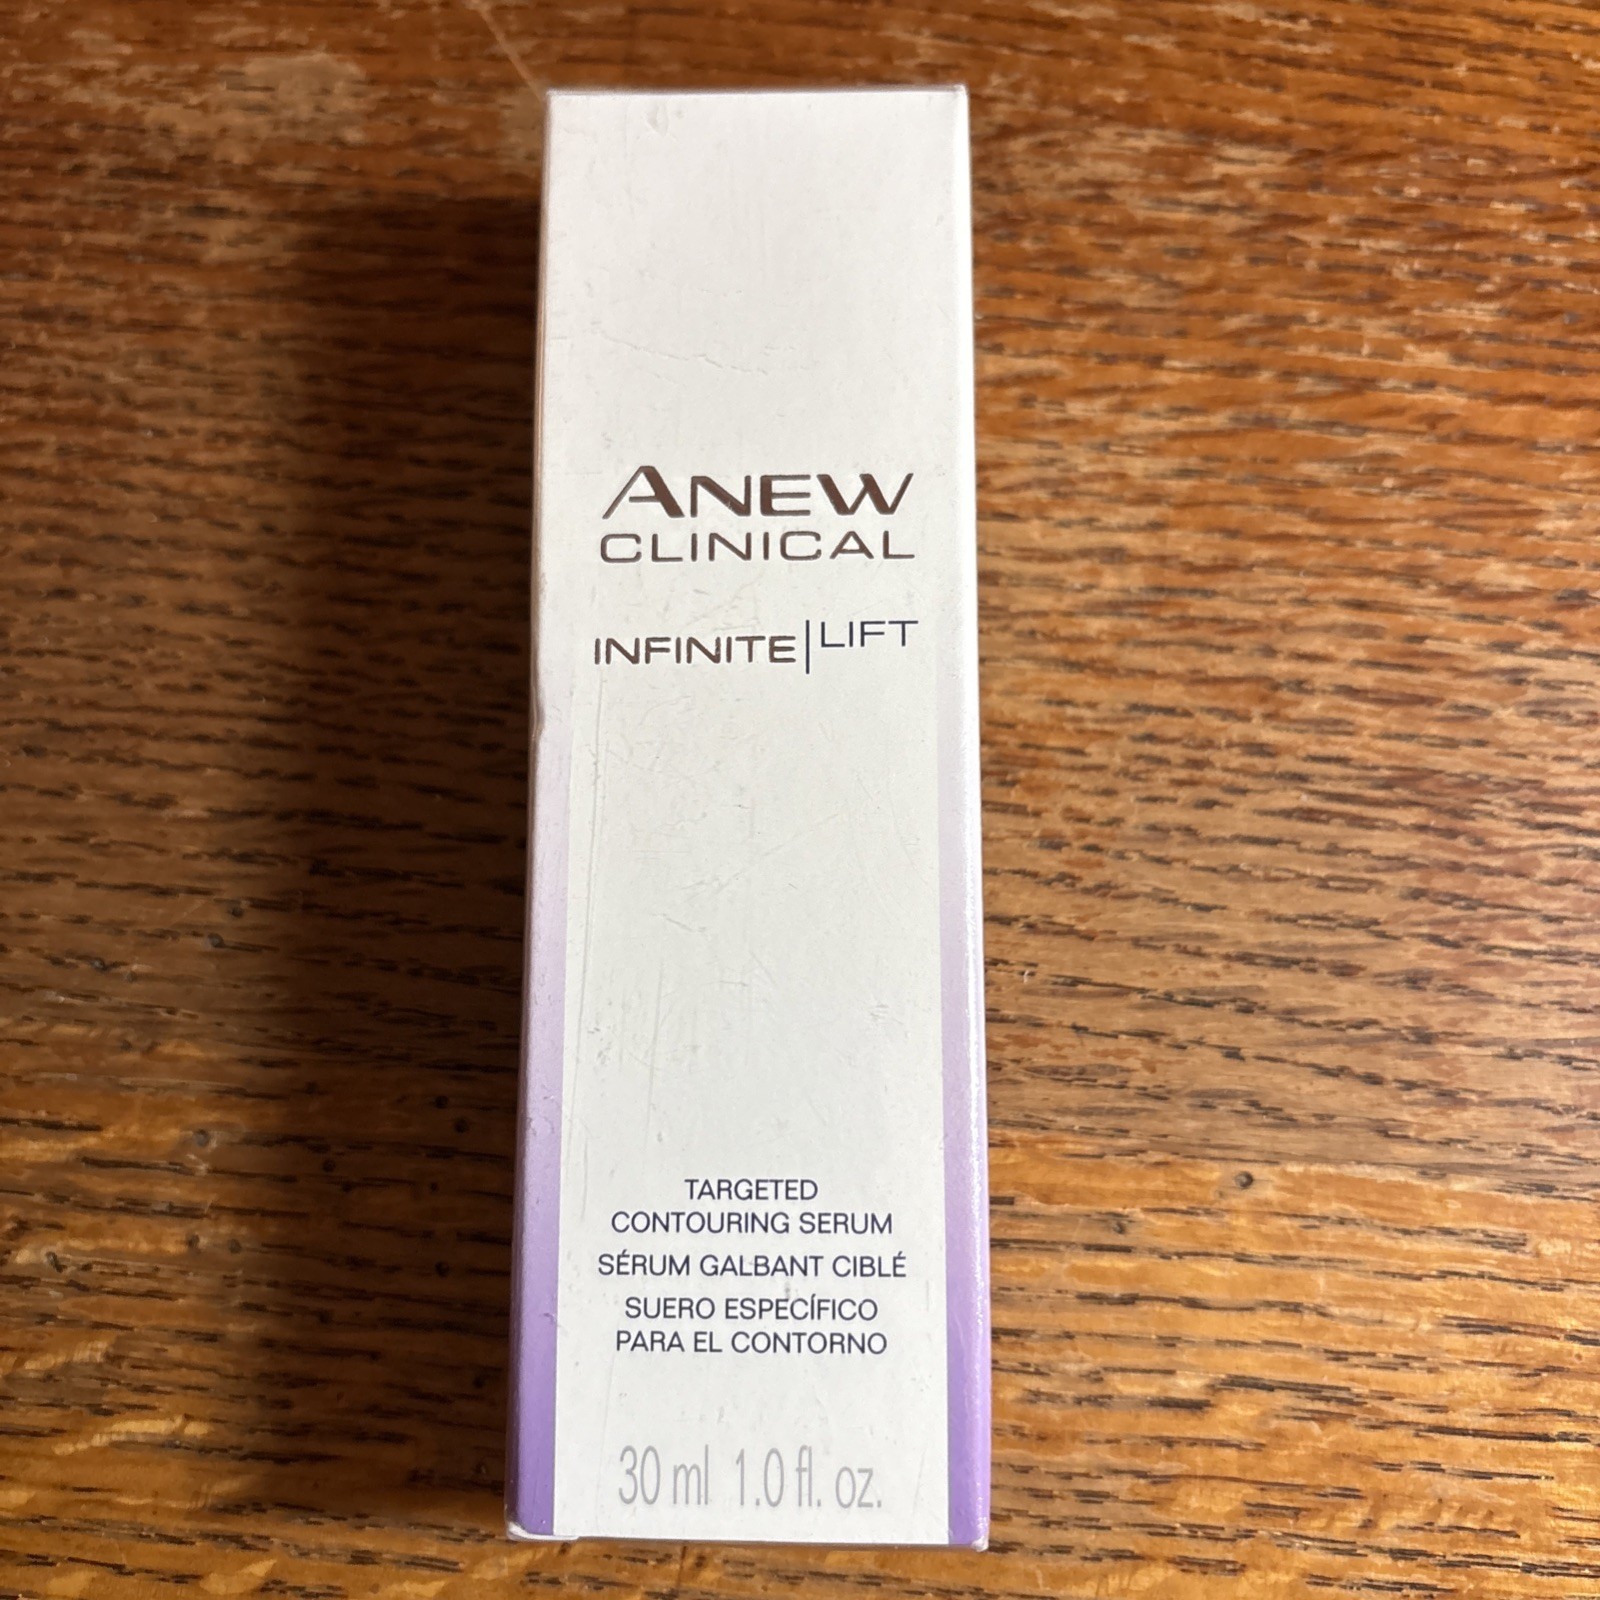 ANEW
CLINICAL
INFINITE|LIFT
TARGETED
CONTOURING SERUM
SÉRUM GALBANT CIBLÉ
SUERO ESPECÍFICO
PARA EL CONTORNO
30 ml 1.0 fl. oz.